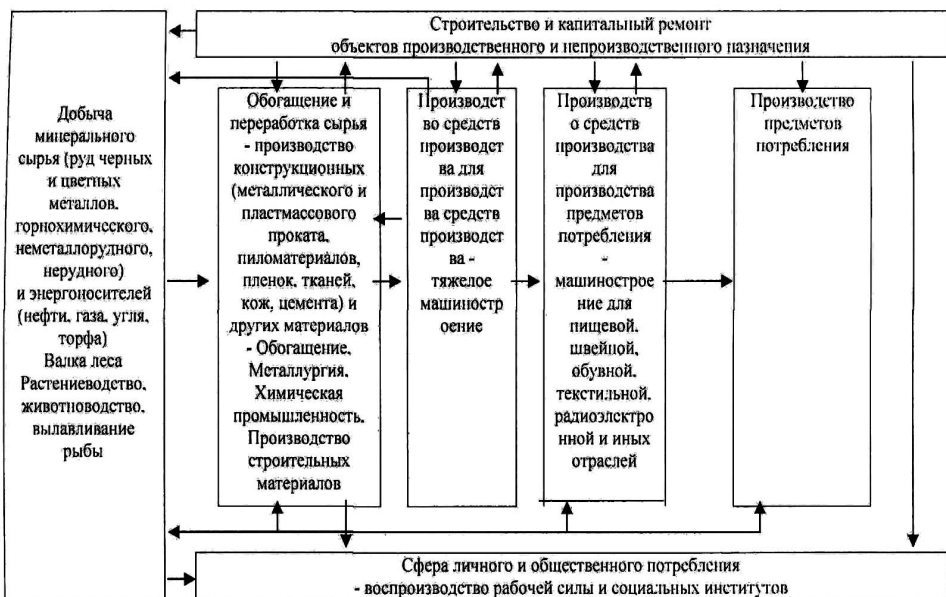 Строительство и капитальный ремонт
объектов производственного и непроизводственного назначения
Добыча
минерального
сырья (руд черных
и цветных
металлов,
горнохимического,
неметаллорудного,
нерудного)
и энергоносителей
(нефти, газа, угля,
торфа)
Валка леса
Растениеводство,
животноводство,
вылавливание
рыбы
Обогащение и
переработка сырья
- производство
конструкционных
(металлического и
пластмассового
проката,
пиломатериалов,
пленок, тканей,
кож, цемента) и
других материалов
- Обогащение,
Металлургия,
Химическая
промышленность,
Производство
строительных
материалов
Производст
во средств
производст
ва для
производст
ва средств
производст
ва -
тяжелое
машиностр
оение
Производств
о средств
производства
для
производства
предметов
потребления
-
машинострое
ние для
пищевой,
швейной,
обувной,
текстильной,
радиоэлектро
нной и иных
отраслей
Производство
предметов
потребления
Сфера личного и общественного потребления
- воспроизводство рабочей силы и социальных институтов